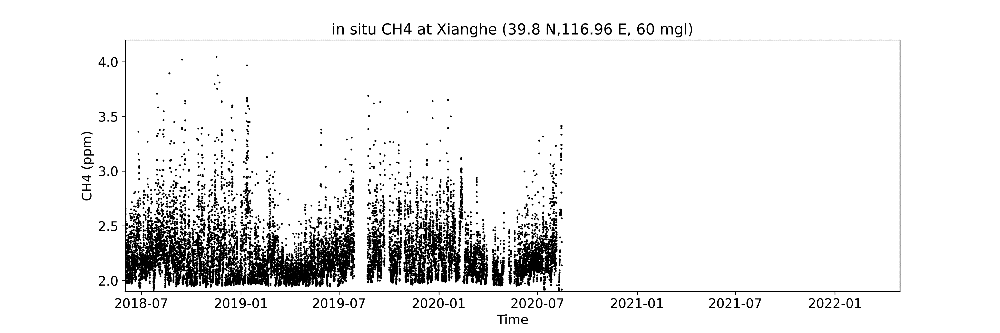 in situ CH4 at Xianghe (39.8 N,116.96 E, 60 mgl)
CH4 (ppm)
4.0
3.5
3.0
2.5
2.0
2018-07 2019-01 2019-07 2020-01 2020-07 2021-01 2021-07 2022-01
Time